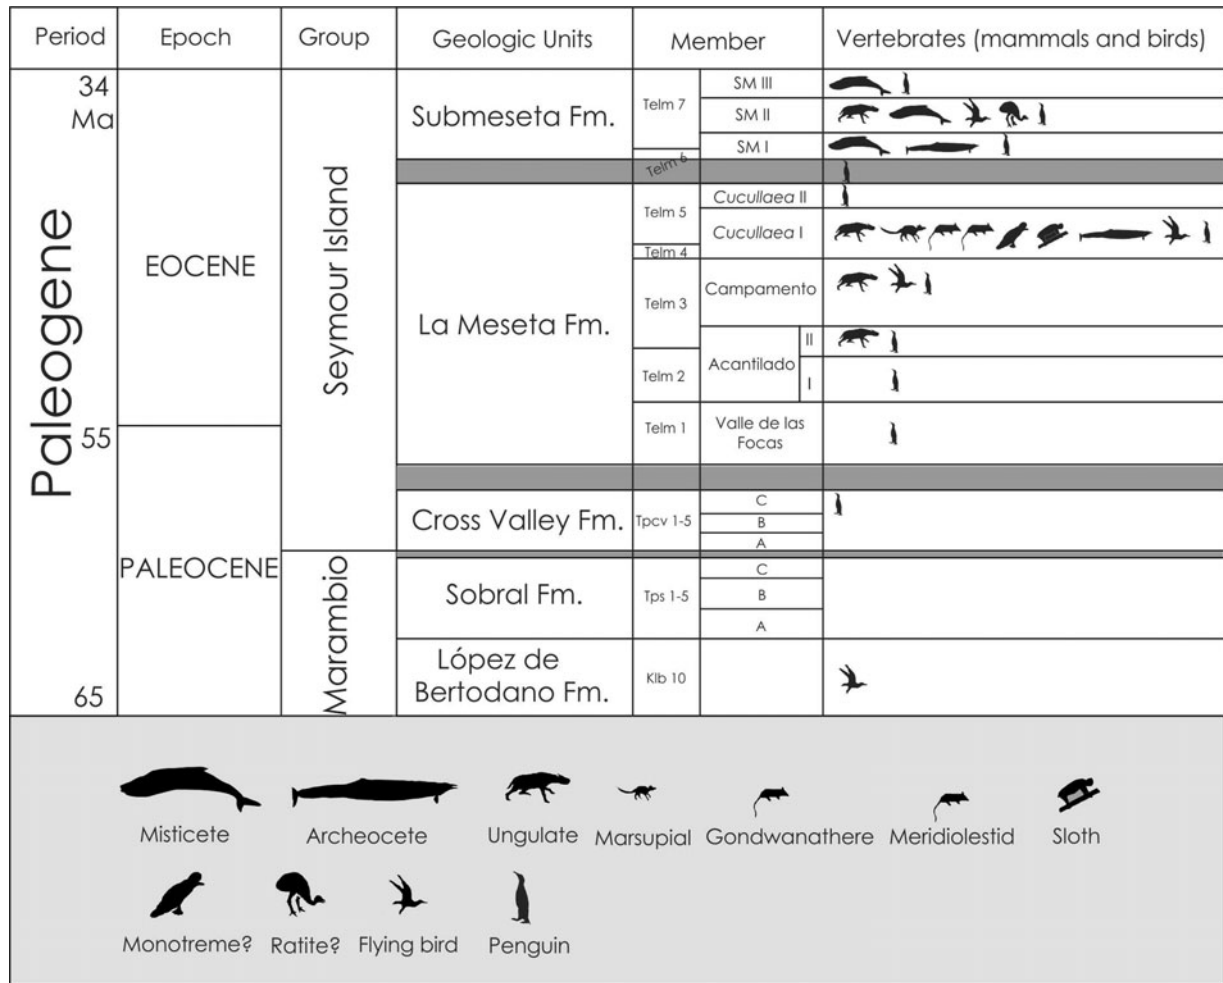 Period Epoch Group Geologic Units Member Vertebrates (mammals and birds)
34
Ma
Paleogene
55
65
EOCENE
PALEOCENE
Seymour Island
Marambio
Submeseta Fm.
La Meseta Fm.
Cross Valley Fm.
Sobral Fm.
López de
Bertodano Fm.
Telm 7
Telm 6
Telm 5
Telm 4
Telm 3
Telm 2
Telm 1
Tpcv 1-5
Tps 1-5
Klb 10
SM III
SM II
SM I
Cucullaea II
Cucullaea I
Campamento
Acantilado
II
I
Valle de las
Focas
C
B
A
C
B
A
Misticete Archeocete Ungulate Marsupial Gondwanathere Meridiolestid Sloth
Monotreme? Ratite? Flying bird Penguin